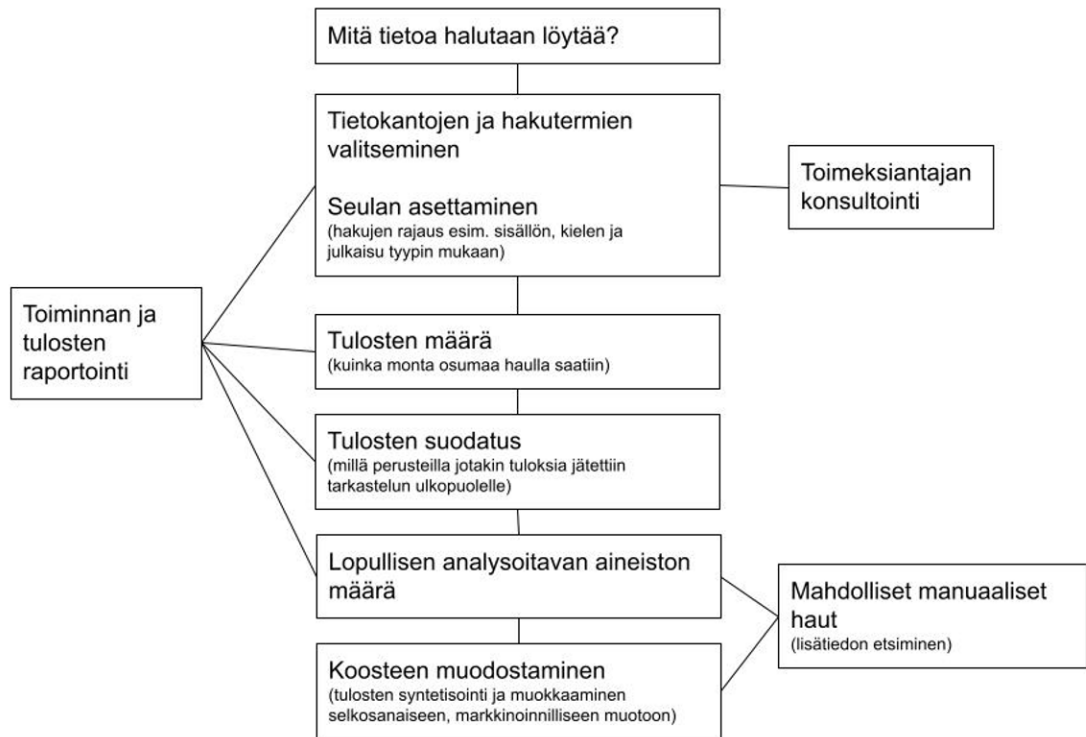 Mitä tietoa halutaan löytää?
Tietokantojen ja hakutermien
valitseminen
Seulan asettaminen
(hakujen rajaus esim. sisällön, kielen ja
julkaisu tyypin mukaan)
Toimeksiantajan
konsultointi
Toiminnan ja
tulosten
raportointi
Tulosten määrä
(kuinka monta osumaa haulla saatiin)
Tulosten suodatus
(millä perusteilla jotakin tuloksia jätettiin
tarkastelun ulkopuolelle)
Lopullisen analysoitavan aineiston
määrä
Mahdolliset manuaaliset
haut
(lisätiedon etsiminen)
Koosteen muodostaminen
(tulosten syntetisointi ja muokkaaminen
selkosanaiseen, markkinoinnilliseen muotoon)